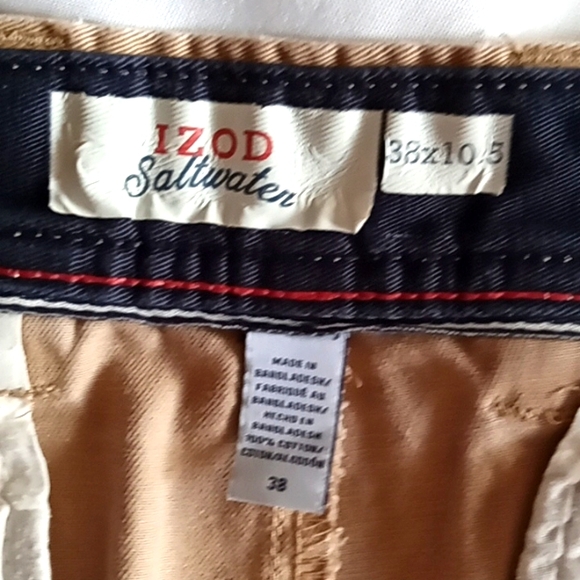 IZOD
Saltwater
38x10.5
MADE IN
BANGLADESH/
FABRIQUÉ AU
BANGLADESH/
HECHO EN
BANGLADESH
100% COTTON/
COTON/ALGODÓN
38